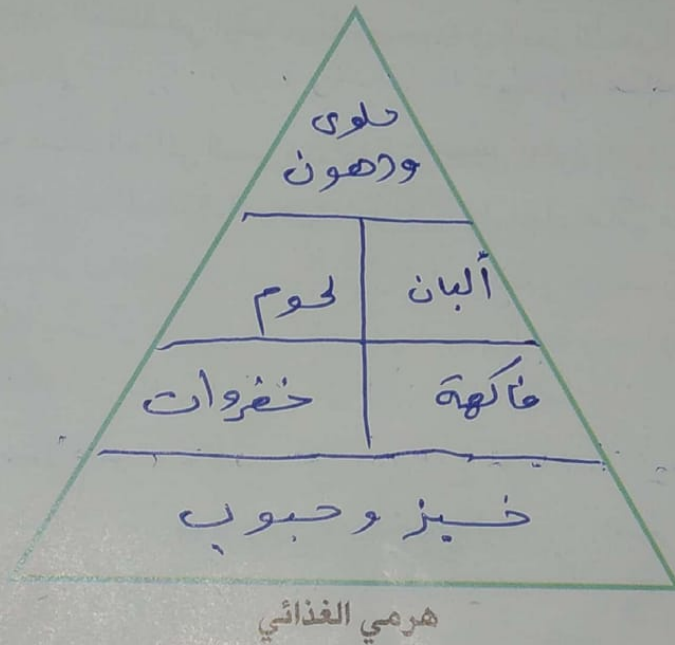 حلوى
ودهون
ألبان
لحوم
فاكهة
خضروات
خبز وحبوب
هرمي الغذائي